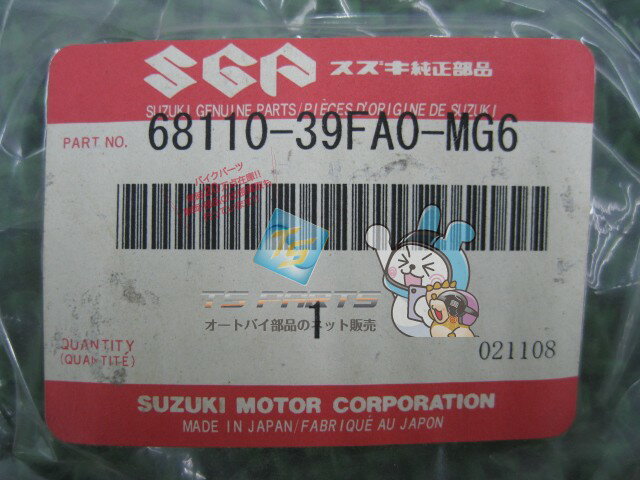 SGP スズキ純正部品
SUZUKI GENUINE PARTS/PIÈCES D'ORIGINE DE SUZUKI
PART NO. 68110-39FA0-MG6
バイクパーツ
TS
TS PARTS
オートバイ部品のネット販売
QUANTITY 1
(QUANTITÉ)
021108
SUZUKI MOTOR CORPORATION
MADE IN JAPAN/FABRIQUÉ AU JAPON